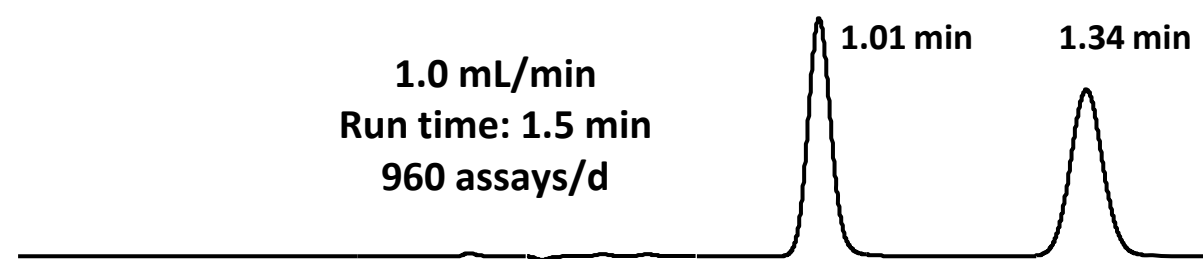 1.01 min
1.34 min
1.0 mL/min
Run time: 1.5 min
960 assays/d